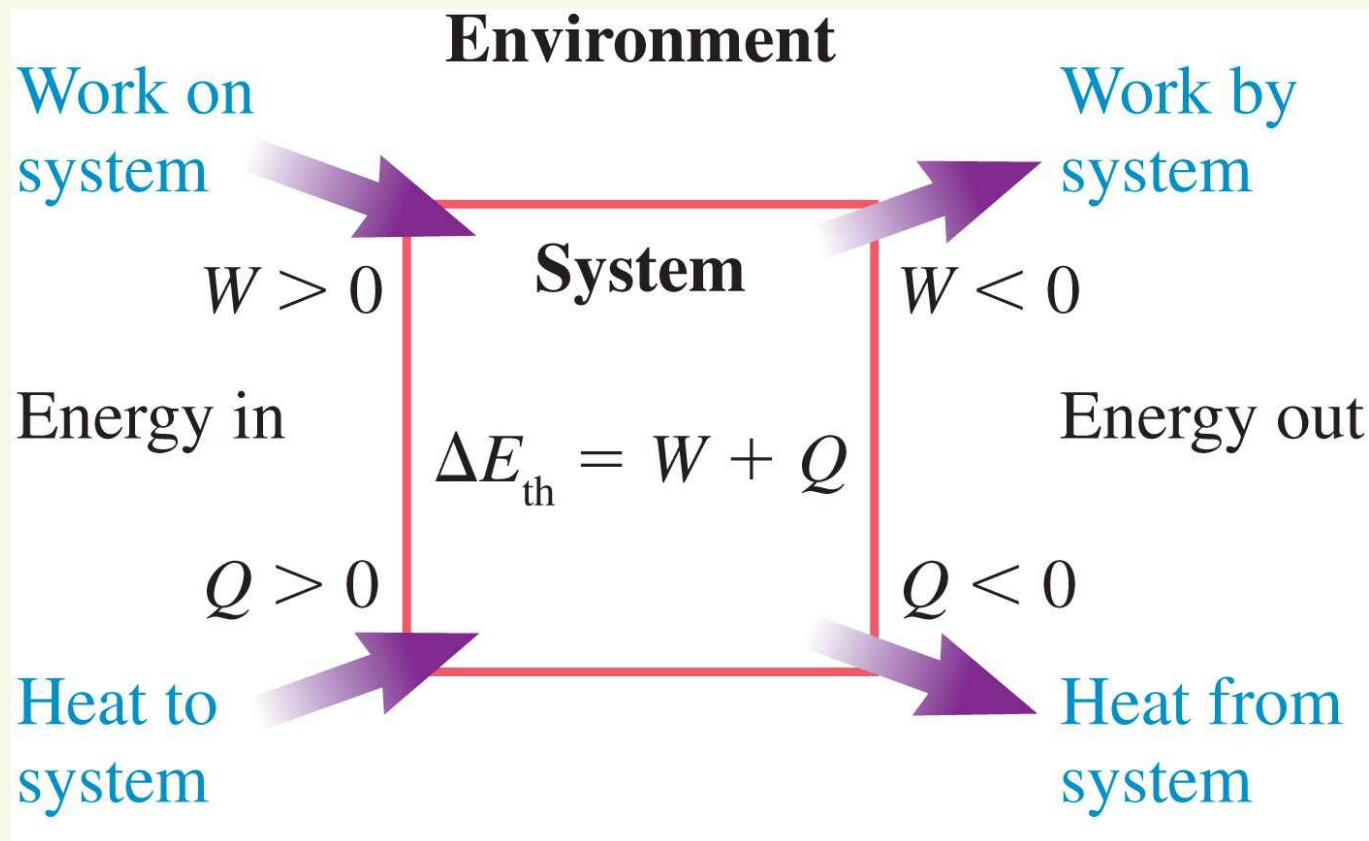 Environment
Work on
system
Work by
system
System
W > 0
W < 0
Energy in
Energy out
ΔE_th = W + Q
Q > 0
Q < 0
Heat to
system
Heat from
system